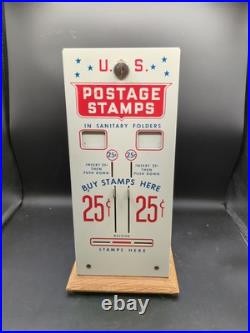 U. S.
POSTAGE
STAMPS
IN SANITARY FOLDERS
25¢ 25¢
INSERT 25¢ INSERT 25¢
THEN THEN
PUSH DOWN PUSH DOWN
BUY STAMPS HERE
25¢ 25¢
STAMPS HERE